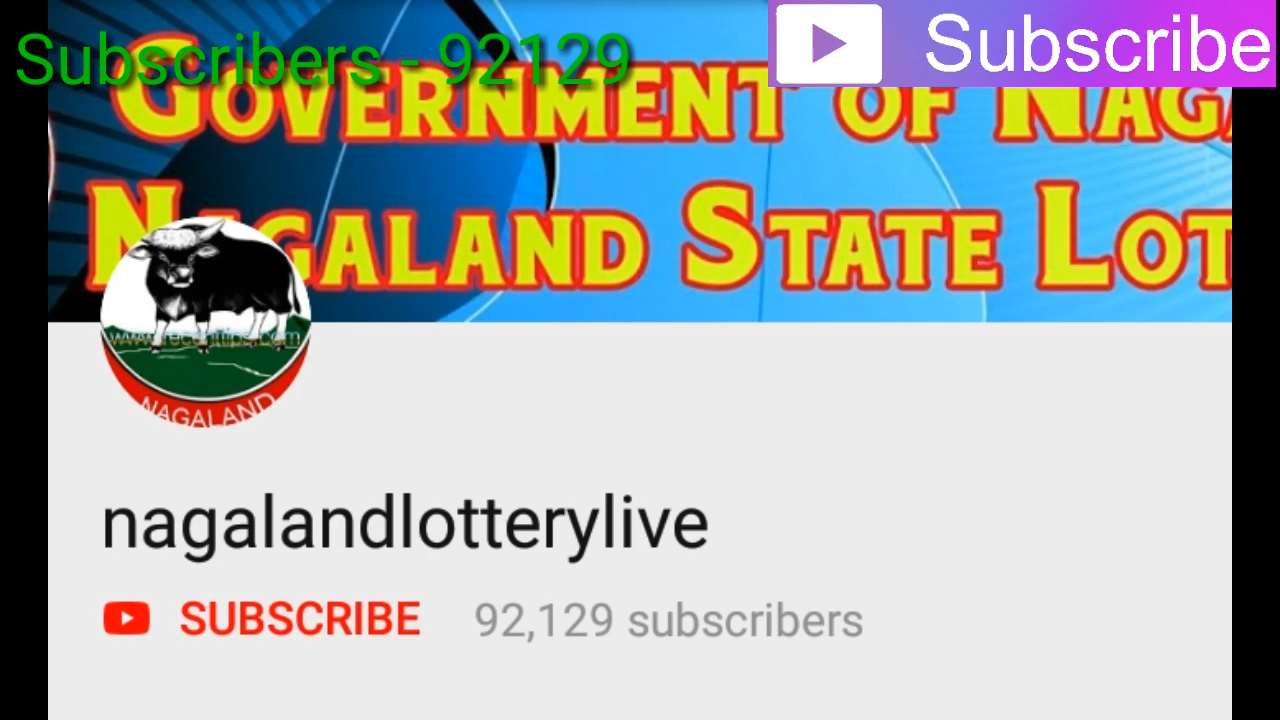 Subscribers - 92129
Subscribe
GOVERNMENT OF NAGA
NAGALAND STATE LOT
NAGALAND
nagalandlotterylive
SUBSCRIBE 92,129 subscribers